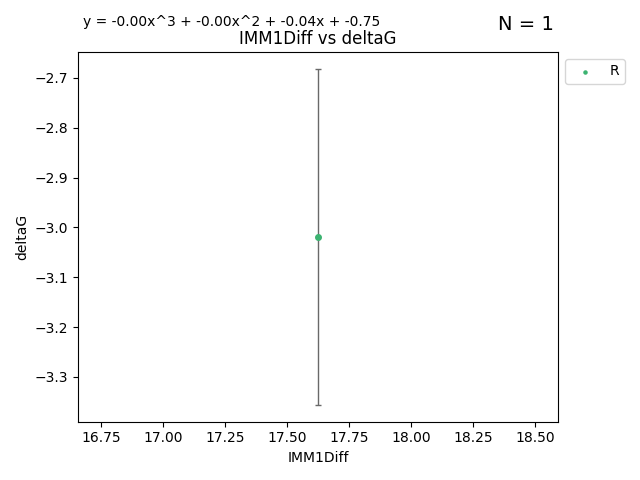 y = -0.00x^3 + -0.00x^2 + -0.04x + -0.75
N = 1
IMM1Diff vs deltaG
R
deltaG
−2.7
−2.8
−2.9
−3.0
−3.1
−3.2
−3.3
16.75 17.00 17.25 17.50 17.75 18.00 18.25 18.50
IMM1Diff